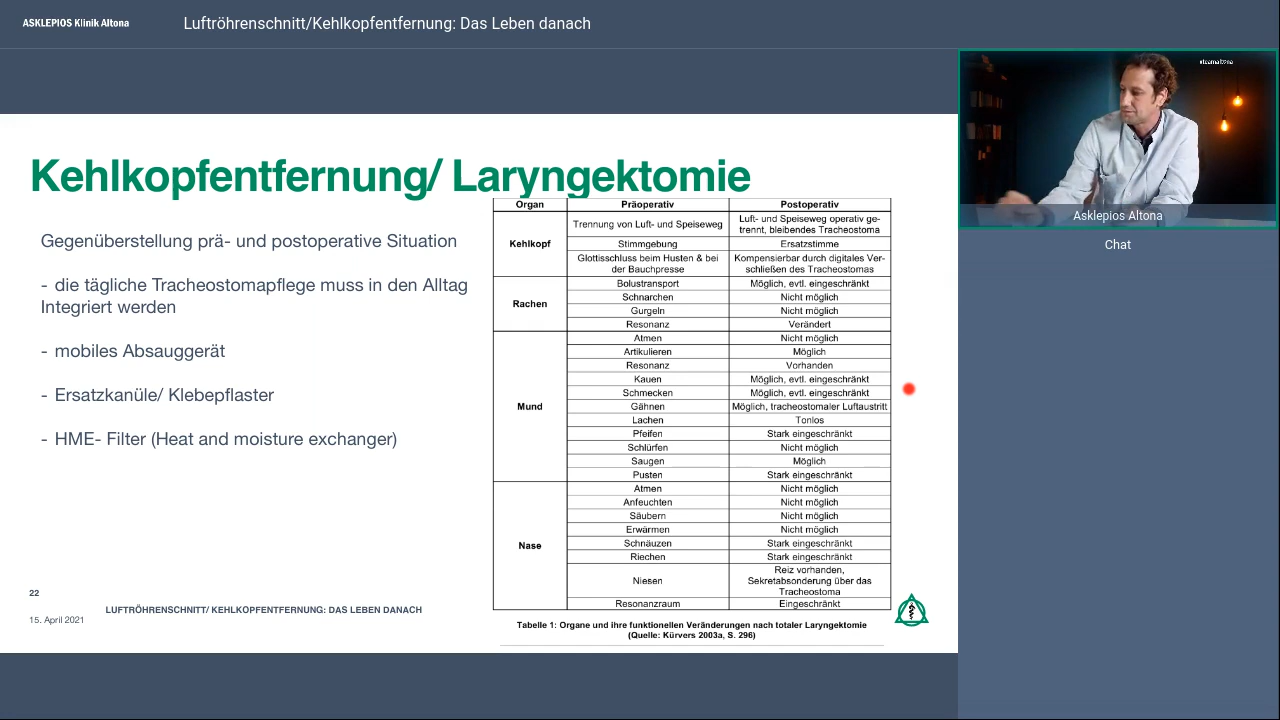 ASKLEPIOS Klinik Altona
Luftröhrenschnitt/Kehlkopfentfernung: Das Leben danach
#teamaltona
Asklepios Altona
Chat
Kehlkopfentfernung/ Laryngektomie
Gegenüberstellung prä- und postoperative Situation
- die tägliche Tracheostomapflege muss in den Alltag
Integriert werden
- mobiles Absauggerät
- Ersatzkanüle/ Klebepflaster
- HME- Filter (Heat and moisture exchanger)
Organ Präoperativ Postoperativ
Kehlkopf
Trennung von Luft- und Speiseweg
Luft- und Speiseweg operativ ge-
trennt, bleibendes Tracheostoma
Stimmgebung Ersatzstimme
Glottisschluss beim Husten & bei
der Bauchpresse
Kompensierbar durch digitales Ver-
schließen des Tracheostomas
Rachen
Bolustransport Möglich, evtl. eingeschränkt
Schnarchen Nicht möglich
Gurgeln Nicht möglich
Resonanz Verändert
Mund
Atmen Nicht möglich
Artikulieren Möglich
Resonanz Vorhanden
Kauen Möglich, evtl. eingeschränkt
Schmecken Möglich, evtl. eingeschränkt
Gähnen Möglich, tracheostomaler Luftaustritt
Lachen Tonlos
Pfeifen Stark eingeschränkt
Schlürfen Nicht möglich
Saugen Möglich
Pusten Stark eingeschränkt
Nase
Atmen Nicht möglich
Anfeuchten Nicht möglich
Säubern Nicht möglich
Erwärmen Nicht möglich
Schnäuzen Stark eingeschränkt
Riechen Stark eingeschränkt
Niesen
Reiz vorhanden,
Sekretabsonderung über das
Tracheostoma
Resonanzraum Eingeschränkt
Tabelle 1: Organe und ihre funktionellen Veränderungen nach totaler Laryngektomie
(Quelle: Kürvers 2003a, S. 296)
22
LUFTRÖHRENSCHNITT/ KEHLKOPFENTFERNUNG: DAS LEBEN DANACH
15. April 2021